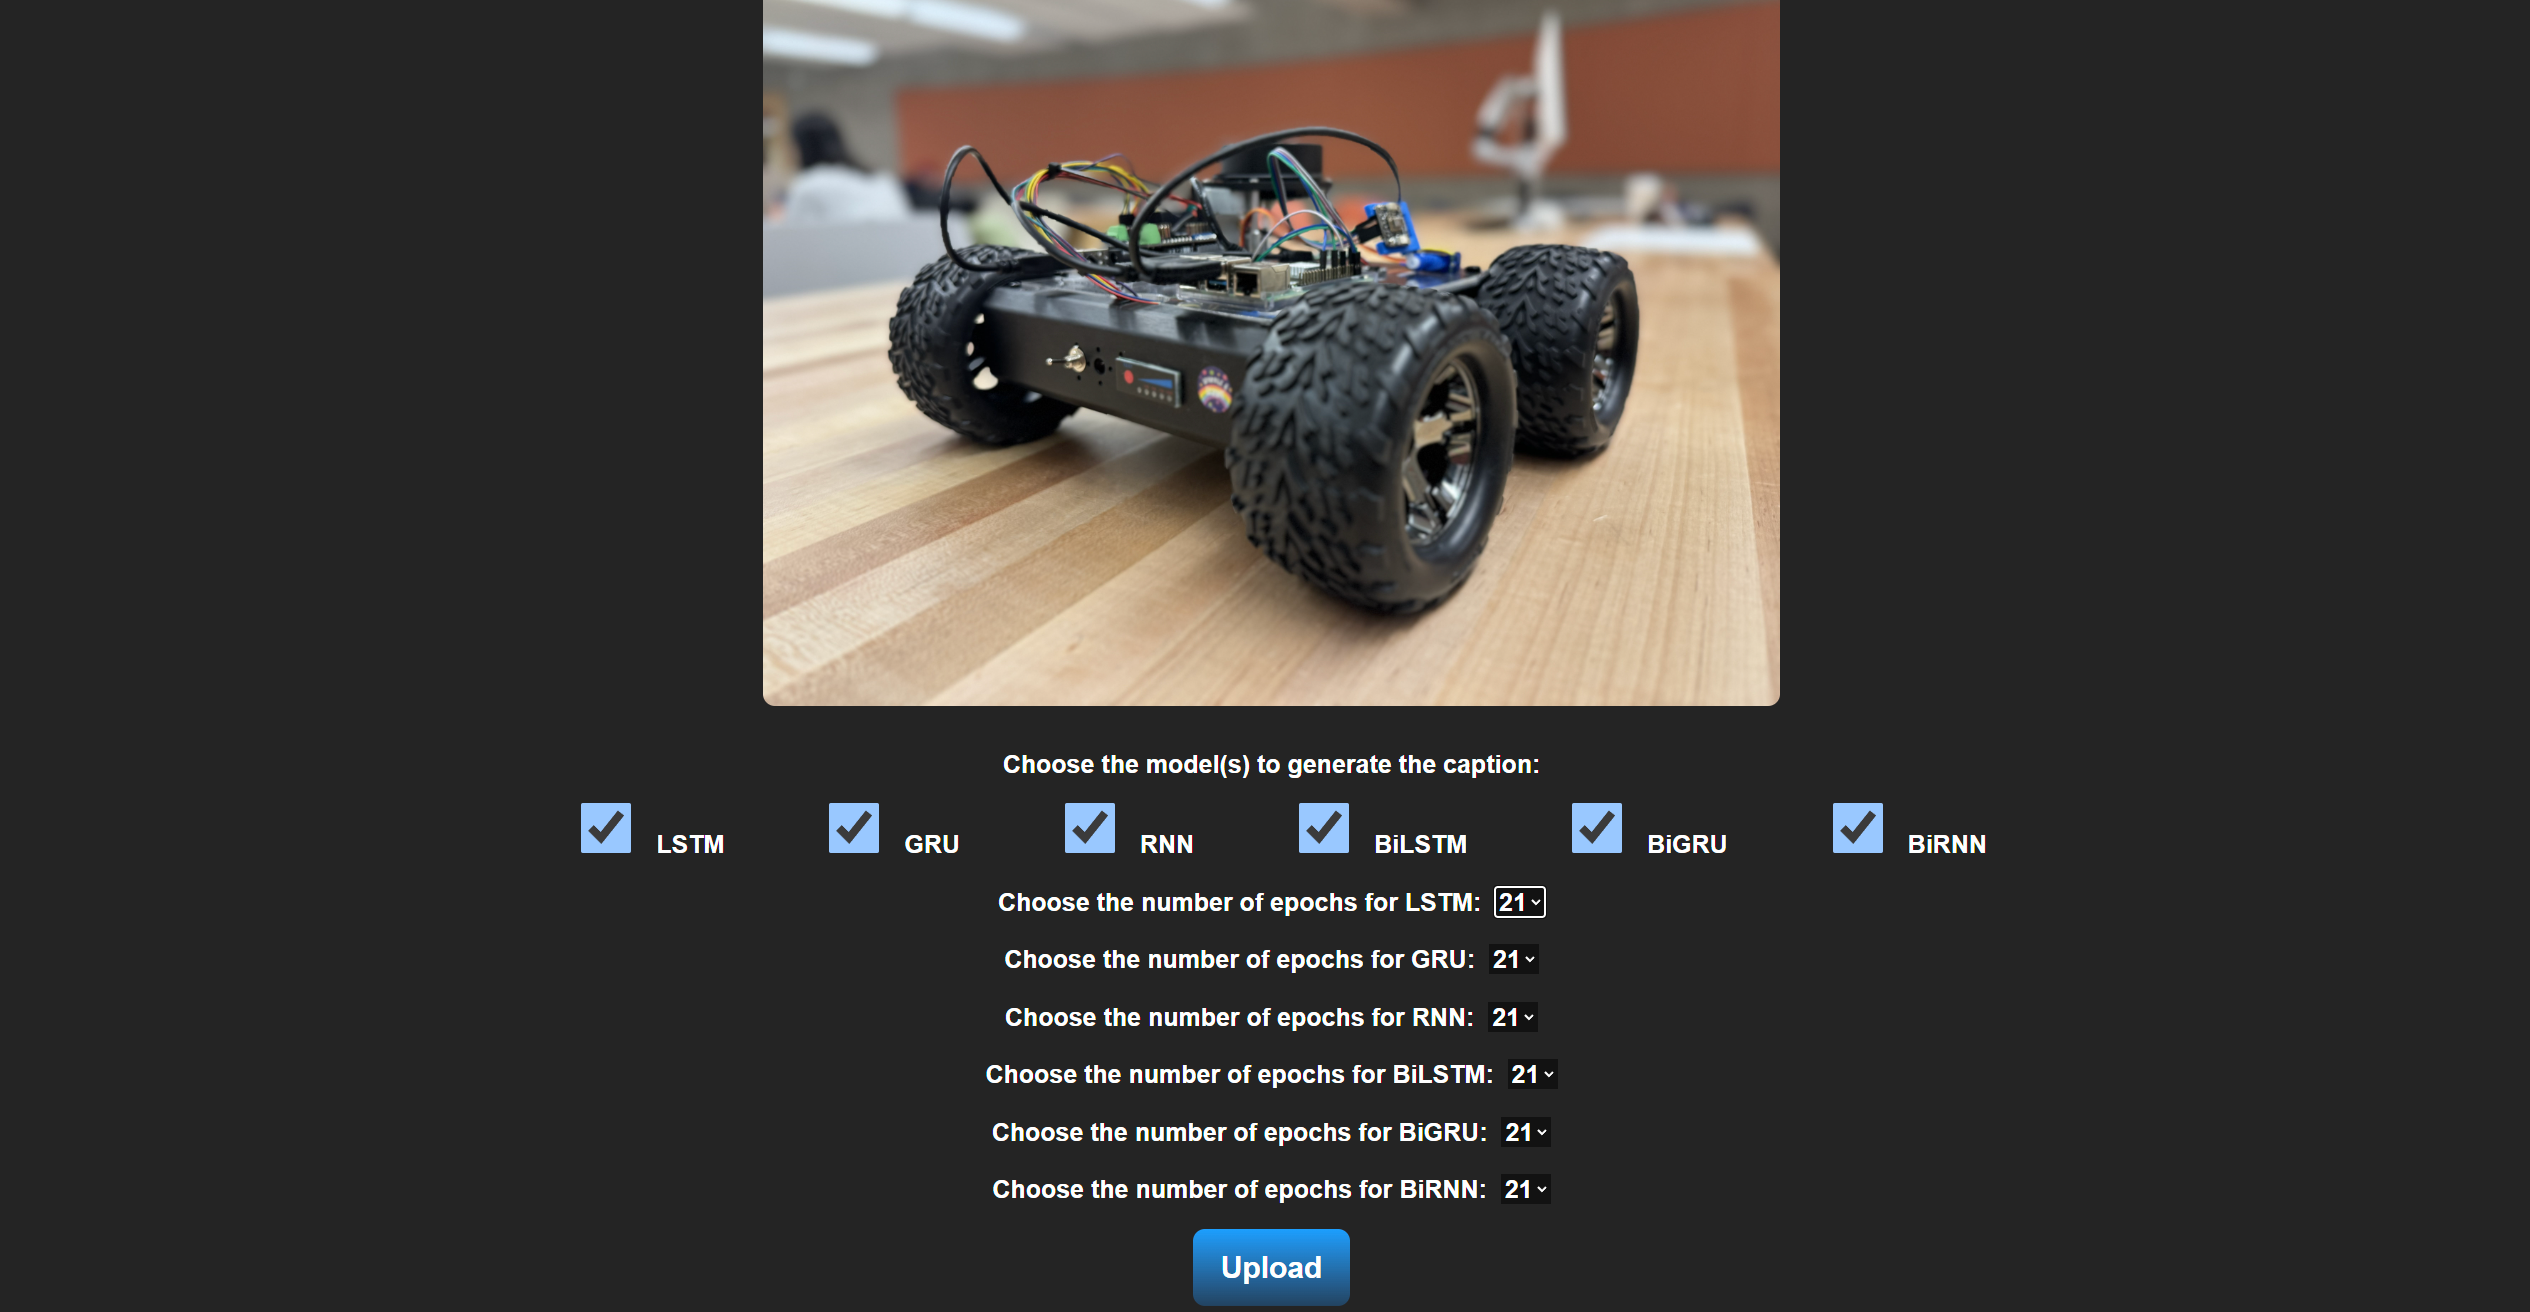 Choose the model(s) to generate the caption:
LSTM GRU RNN BiLSTM BiGRU BiRNN
Choose the number of epochs for LSTM: 21
Choose the number of epochs for GRU: 21
Choose the number of epochs for RNN: 21
Choose the number of epochs for BiLSTM: 21
Choose the number of epochs for BiGRU: 21
Choose the number of epochs for BiRNN: 21
Upload